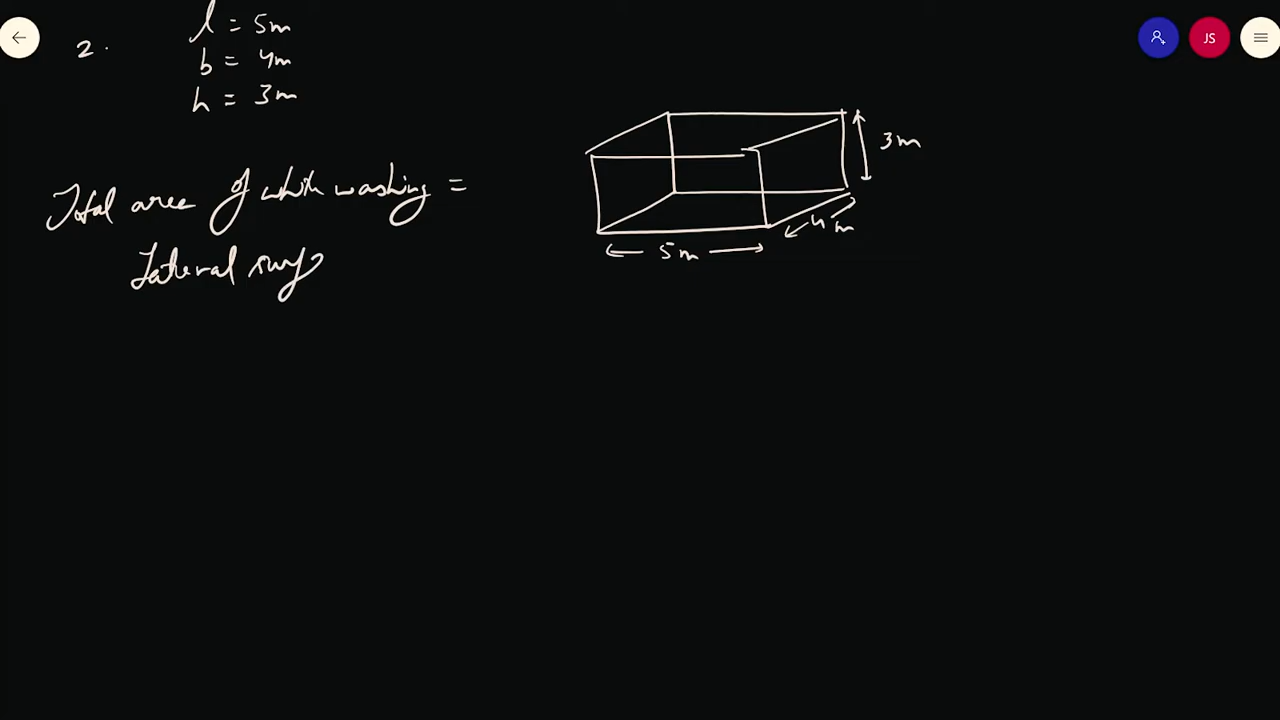 l = 5m
2.
b = 4m
h = 3m
3m
Total area of white washing =
4m
5m
Lateral surf
JS